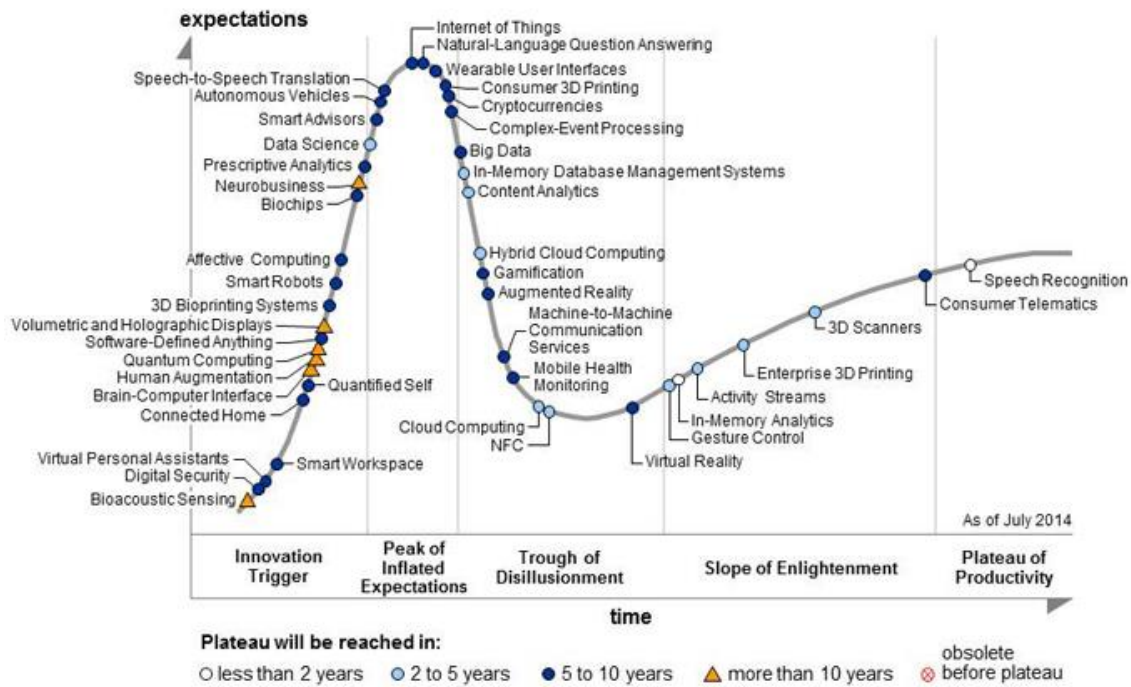 expectations
Internet of Things
Natural-Language Question Answering
Wearable User Interfaces
Consumer 3D Printing
Cryptocurrencies
Complex-Event Processing
Speech-to-Speech Translation
Autonomous Vehicles
Smart Advisors
Data Science
Prescriptive Analytics
Neurobusiness
Biochips
Big Data
In-Memory Database Management Systems
Content Analytics
Hybrid Cloud Computing
Gamification
Augmented Reality
Machine-to-Machine
Communication
Services
Mobile Health
Monitoring
Affective Computing
Smart Robots
3D Bioprinting Systems
Volumetric and Holographic Displays
Software-Defined Anything
Quantum Computing
Human Augmentation
Brain-Computer Interface
Connected Home
Quantified Self
Virtual Personal Assistants
Digital Security
Bioacoustic Sensing
Smart Workspace
Cloud Computing
NFC
Virtual Reality
Speech Recognition
Consumer Telematics
3D Scanners
Enterprise 3D Printing
Activity Streams
In-Memory Analytics
Gesture Control
As of July 2014
Innovation
Trigger
Peak of
Inflated
Expectations
Trough of
Disillusionment
Slope of Enlightenment
Plateau of
Productivity
time
Plateau will be reached in:
less than 2 years
2 to 5 years
5 to 10 years
more than 10 years
obsolete
before plateau